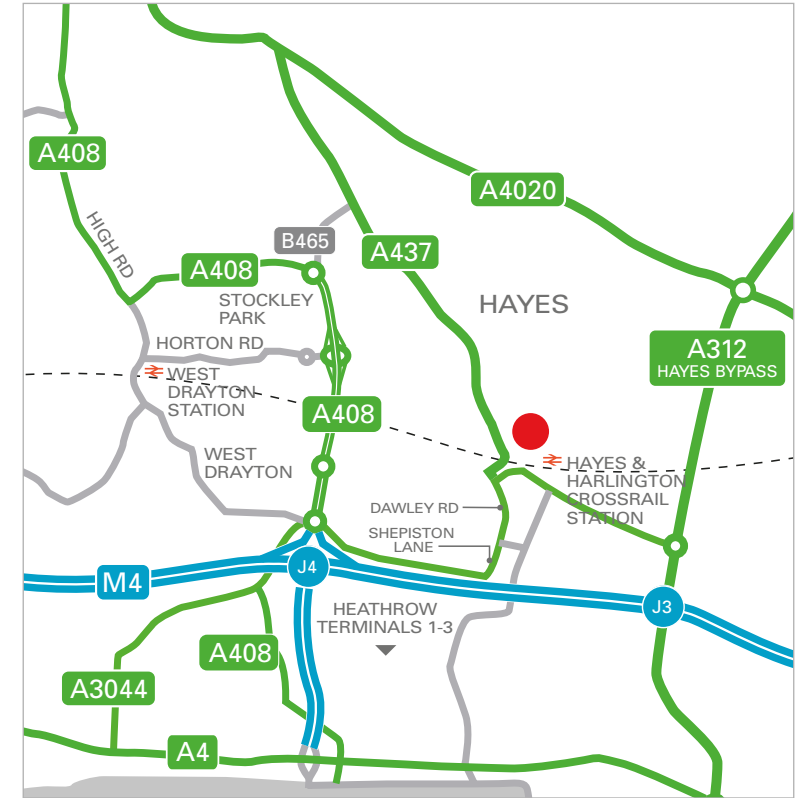 A408
A4020
HIGH RD
B465
A437
A408
STOCKLEY
PARK
HAYES
HORTON RD
A312
HAYES BYPASS
WEST
DRAYTON
STATION
A408
WEST
DRAYTON
HAYES &
HARLINGTON
CROSSRAIL
STATION
DAWLEY RD
SHEPISTON
LANE
M4
J4
J3
HEATHROW
TERMINALS 1-3
A408
A3044
A4